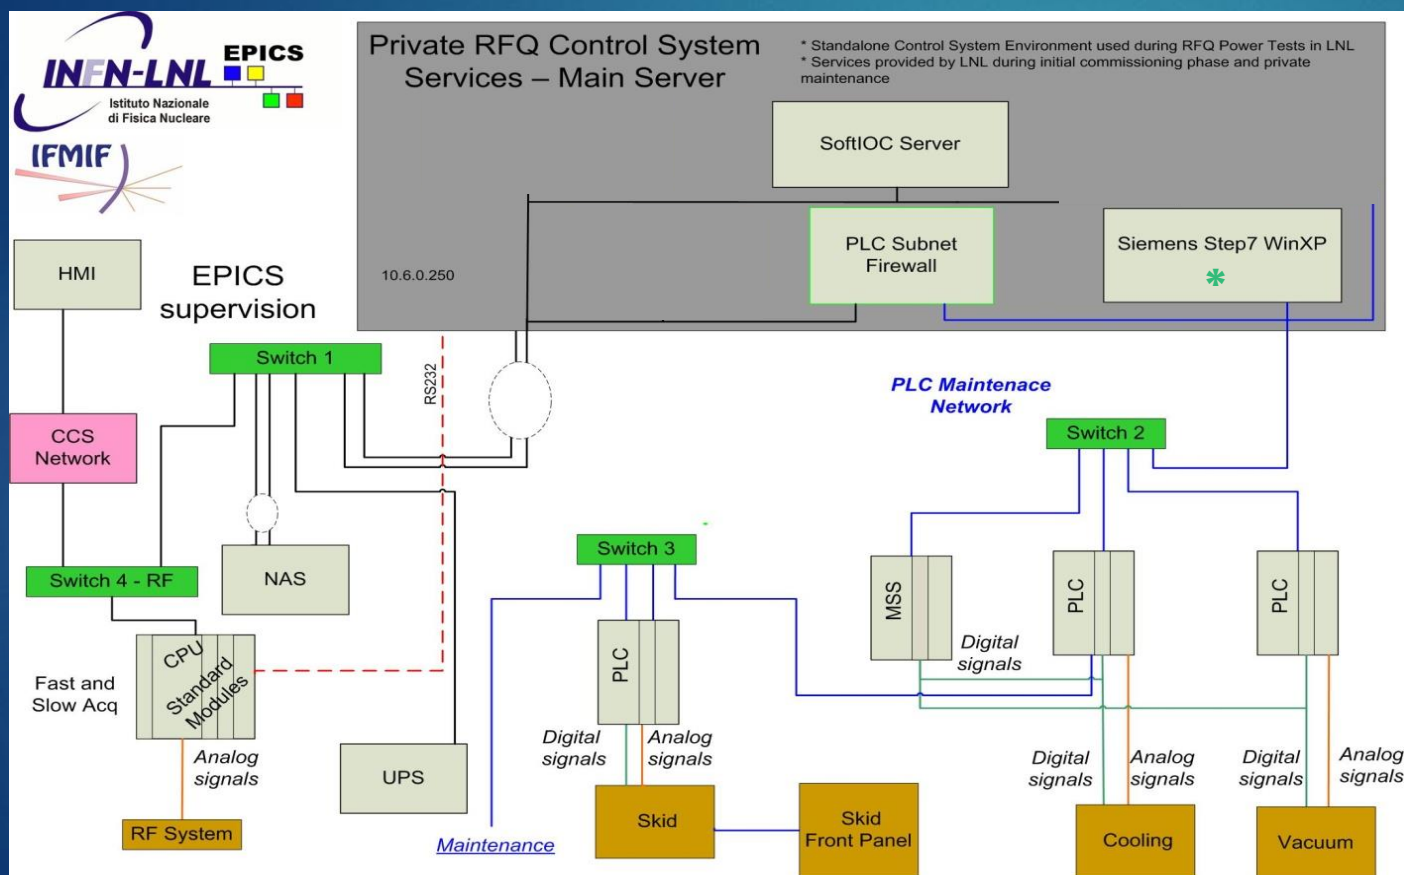 INFN-LNL
EPICS
Istituto Nazionale
di Fisica Nucleare
IFMIF
Private RFQ Control System
Services – Main Server
* Standalone Control System Environment used during RFQ Power Tests in LNL
* Services provided by LNL during initial commissioning phase and private
maintenance
SoftIOC Server
PLC Subnet
Firewall
Siemens Step7 WinXP
*
10.6.0.250
HMI
EPICS
supervision
Switch 1
RS232
PLC Maintenace
Network
CCS
Network
Switch 2
Switch 3
Switch 4 - RF
NAS
MSS
PLC
PLC
PLC
Digital
signals
CPU
Standard
Modules
Fast and
Slow Acq
Analog
signals
RF System
UPS
Digital
signals
Analog
signals
Skid
Skid
Front Panel
Maintenance
Digital
signals
Analog
signals
Cooling
Digital
signals
Analog
signals
Vacuum